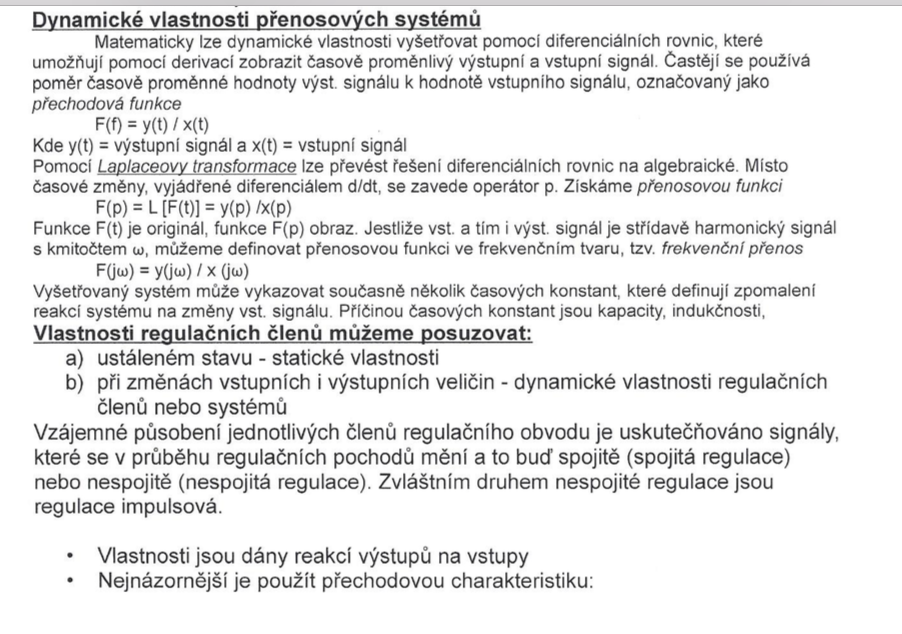 Dynamické vlastnosti přenosových systémů
Matematicky lze dynamické vlastnosti vyšetřovat pomocí diferenciálních rovnic, které
umožňují pomocí derivací zobrazit časově proměnlivý výstupní a vstupní signál. Častějí se používá
poměr časově proměnné hodnoty výst. signálu k hodnotě vstupního signálu, označovaný jako
přechodová funkce
F(f) = y(t) / x(t)
Kde y(t) = výstupní signál a x(t) = vstupní signál
Pomocí Laplaceovy transformace lze převést řešení diferenciálních rovnic na algebraické. Místo
časové změny, vyjádřené diferenciálem d/dt, se zavede operátor p. Získáme přenosovou funkci
F(p) = L [F(t)] = y(p) /x(p)
Funkce F(t) je originál, funkce F(p) obraz. Jestliže vst. a tím i výst. signál je střídavě harmonický signál
s kmitočtem ω, můžeme definovat přenosovou funkci ve frekvenčním tvaru, tzv. frekvenční přenos
F(jω) = y(jω) / x (jω)
Vyšetřovaný systém může vykazovat současně několik časových konstant, které definují zpomalení
reakcí systému na změny vst. signálu. Příčinou časových konstant jsou kapacity, indukčnosti,
Vlastnosti regulačních členů můžeme posuzovat:
a) ustáleném stavu - statické vlastnosti
b) při změnách vstupních i výstupních veličin - dynamické vlastnosti regulačních
členů nebo systémů
Vzájemné působení jednotlivých členů regulačního obvodu je uskutečňováno signály,
které se v průběhu regulačních pochodů mění a to buď spojitě (spojitá regulace)
nebo nespojitě (nespojitá regulace). Zvláštním druhem nespojité regulace jsou
regulace impulsová.
• Vlastnosti jsou dány reakcí výstupů na vstupy
• Nejnázornější je použít přechodovou charakteristiku: